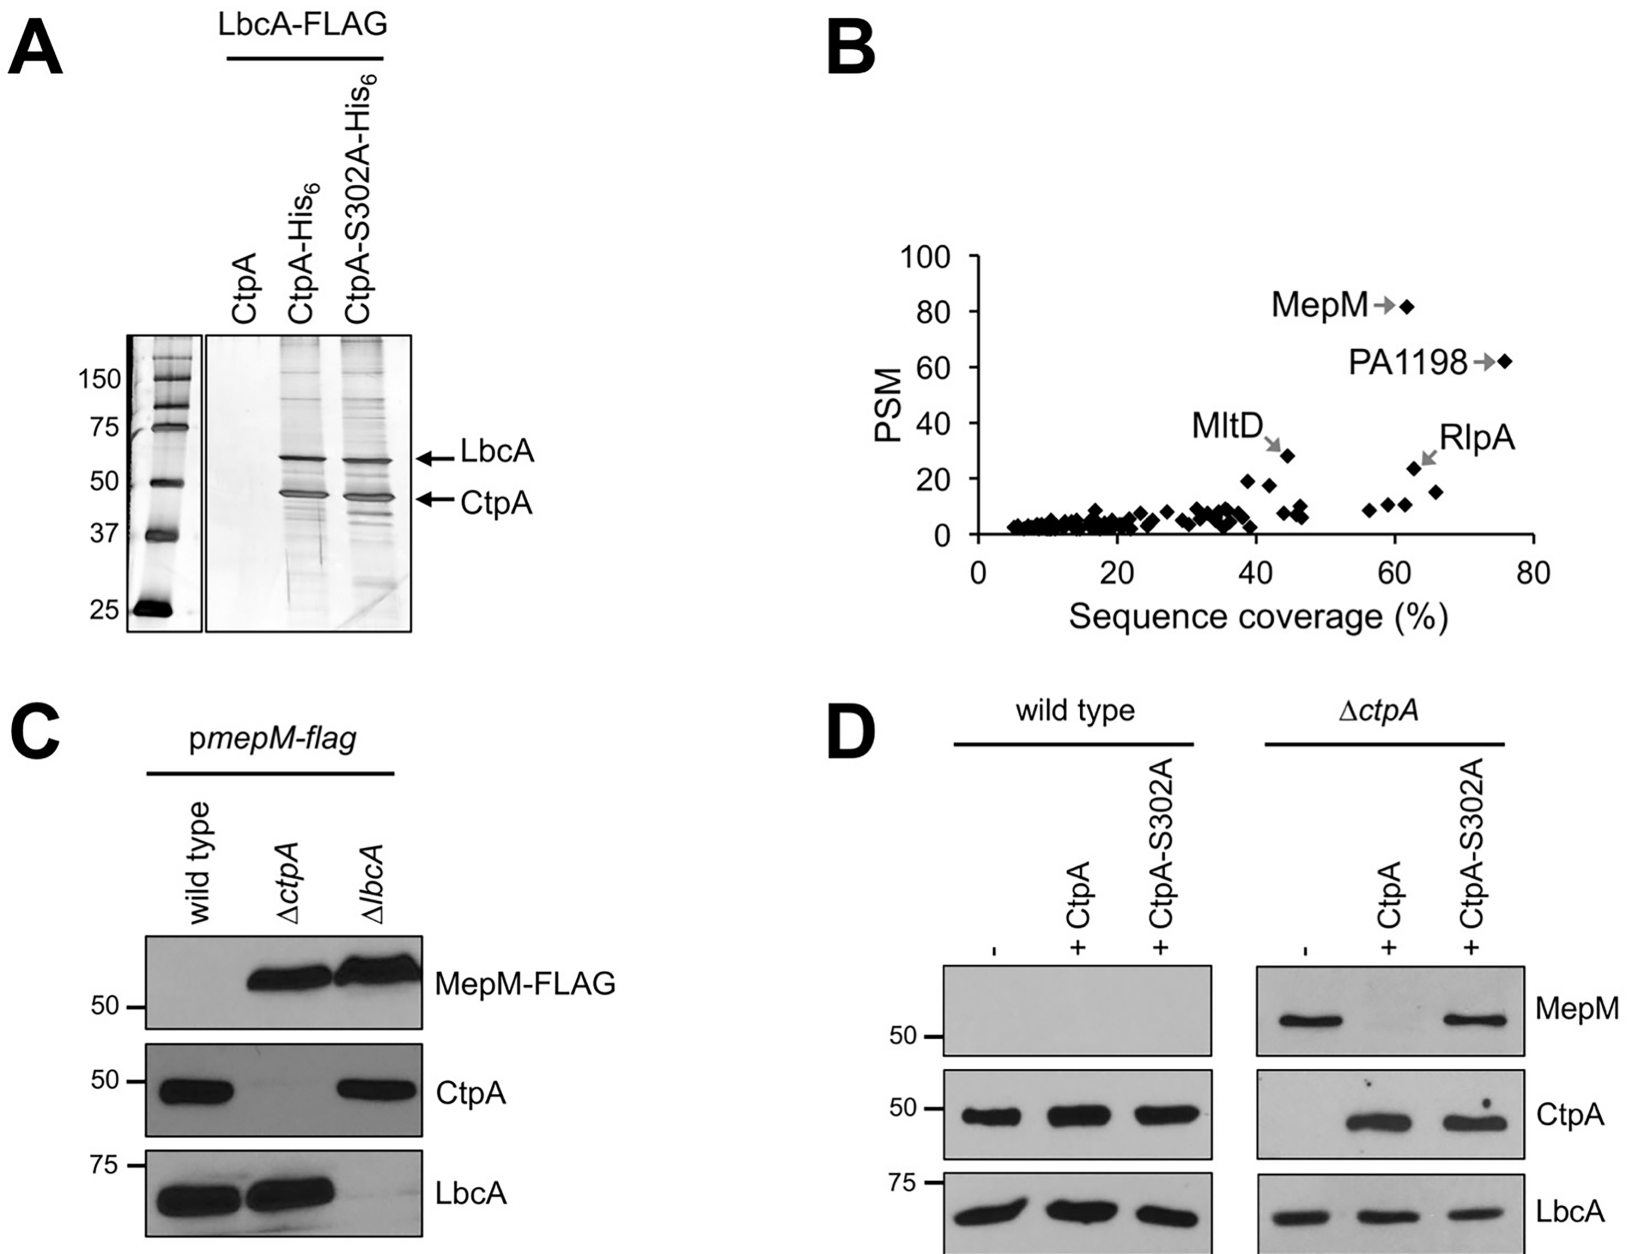 A
LbcA-FLAG
CtpA
CtpA-His6
CtpA-S302A-His6
150
75
50
37
25
LbcA
CtpA
B
PSM
100
80
60
40
20
0
0 20 40 60 80
Sequence coverage (%)
MepM
PA1198
MltD
RlpA
C
pmepM-flag
wild type
ΔctpA
ΔlbcA
50
MepM-FLAG
50
CtpA
75
LbcA
D
wild type
ΔctpA
-
+ CtpA
+ CtpA-S302A
-
+ CtpA
+ CtpA-S302A
50
MepM
50
CtpA
75
LbcA